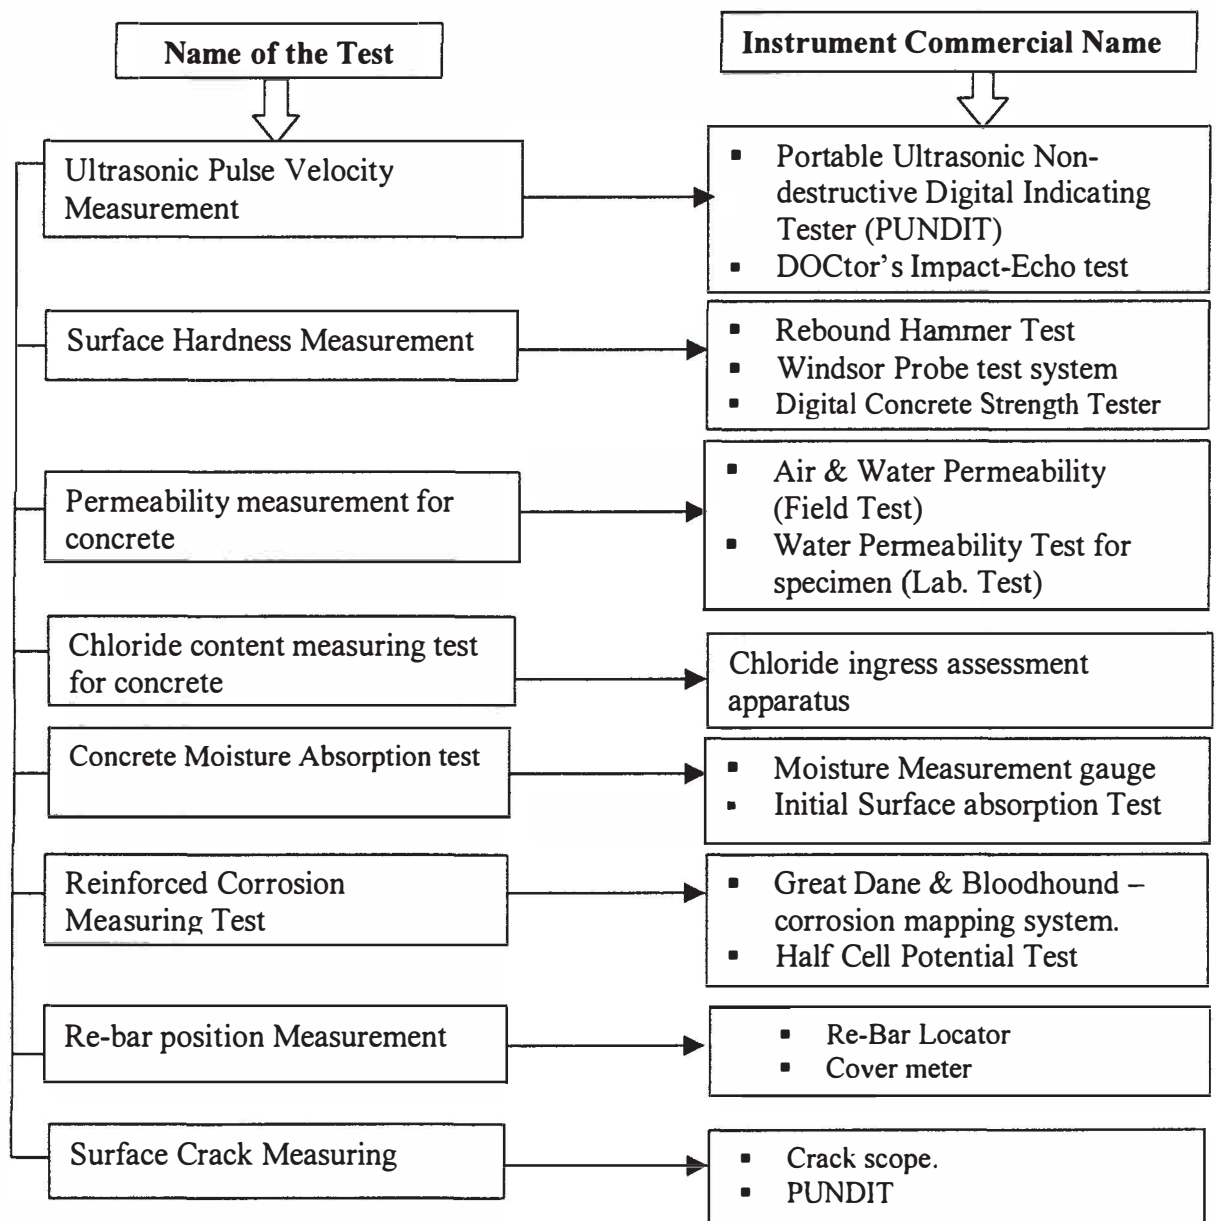 Name of the Test
Instrument Commercial Name
Ultrasonic Pulse Velocity
Measurement
▪ Portable Ultrasonic Non-
destructive Digital Indicating
Tester (PUNDIT)
▪ DOCtor's Impact-Echo test
Surface Hardness Measurement
▪ Rebound Hammer Test
▪ Windsor Probe test system
▪ Digital Concrete Strength Tester
Permeability measurement for
concrete
▪ Air & Water Permeability
(Field Test)
▪ Water Permeability Test for
specimen (Lab. Test)
Chloride content measuring test
for concrete
Chloride ingress assessment
apparatus
Concrete Moisture Absorption test
▪ Moisture Measurement gauge
▪ Initial Surface absorption Test
Reinforced Corrosion
Measuring Test
▪ Great Dane & Bloodhound –
corrosion mapping system.
▪ Half Cell Potential Test
Re-bar position Measurement
▪ Re-Bar Locator
▪ Cover meter
Surface Crack Measuring
▪ Crack scope.
▪ PUNDIT